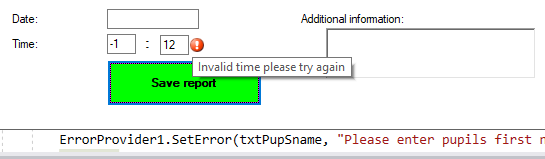 Date:
Additional information:
Time: -1 : 12
Invalid time please try again
Save report
ErrorProvider1.SetError(txtPupSname, "Please enter pupils first